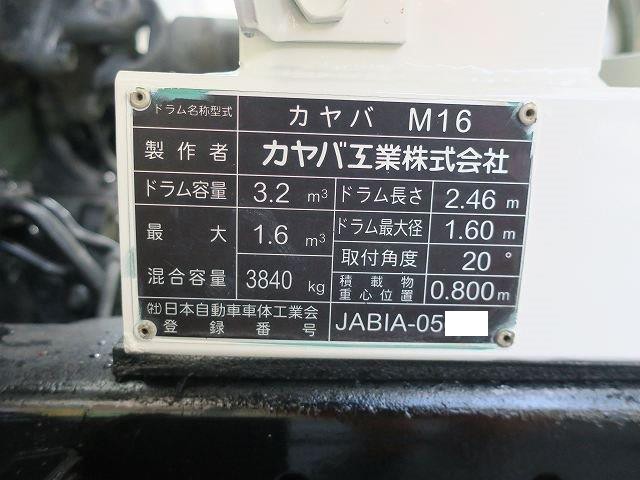 ドラム名称型式 カヤバ M16
製作者 カヤバ工業株式会社
ドラム容量 3.2 m³ ドラム長さ 2.46 m
最大 1.6 m³ ドラム最大径 1.60 m
混合容量 3840 kg 取付角度 20°
積載物
重心位置 0.800m
(社)日本自動車車体工業会
登録番号 JABIA-05